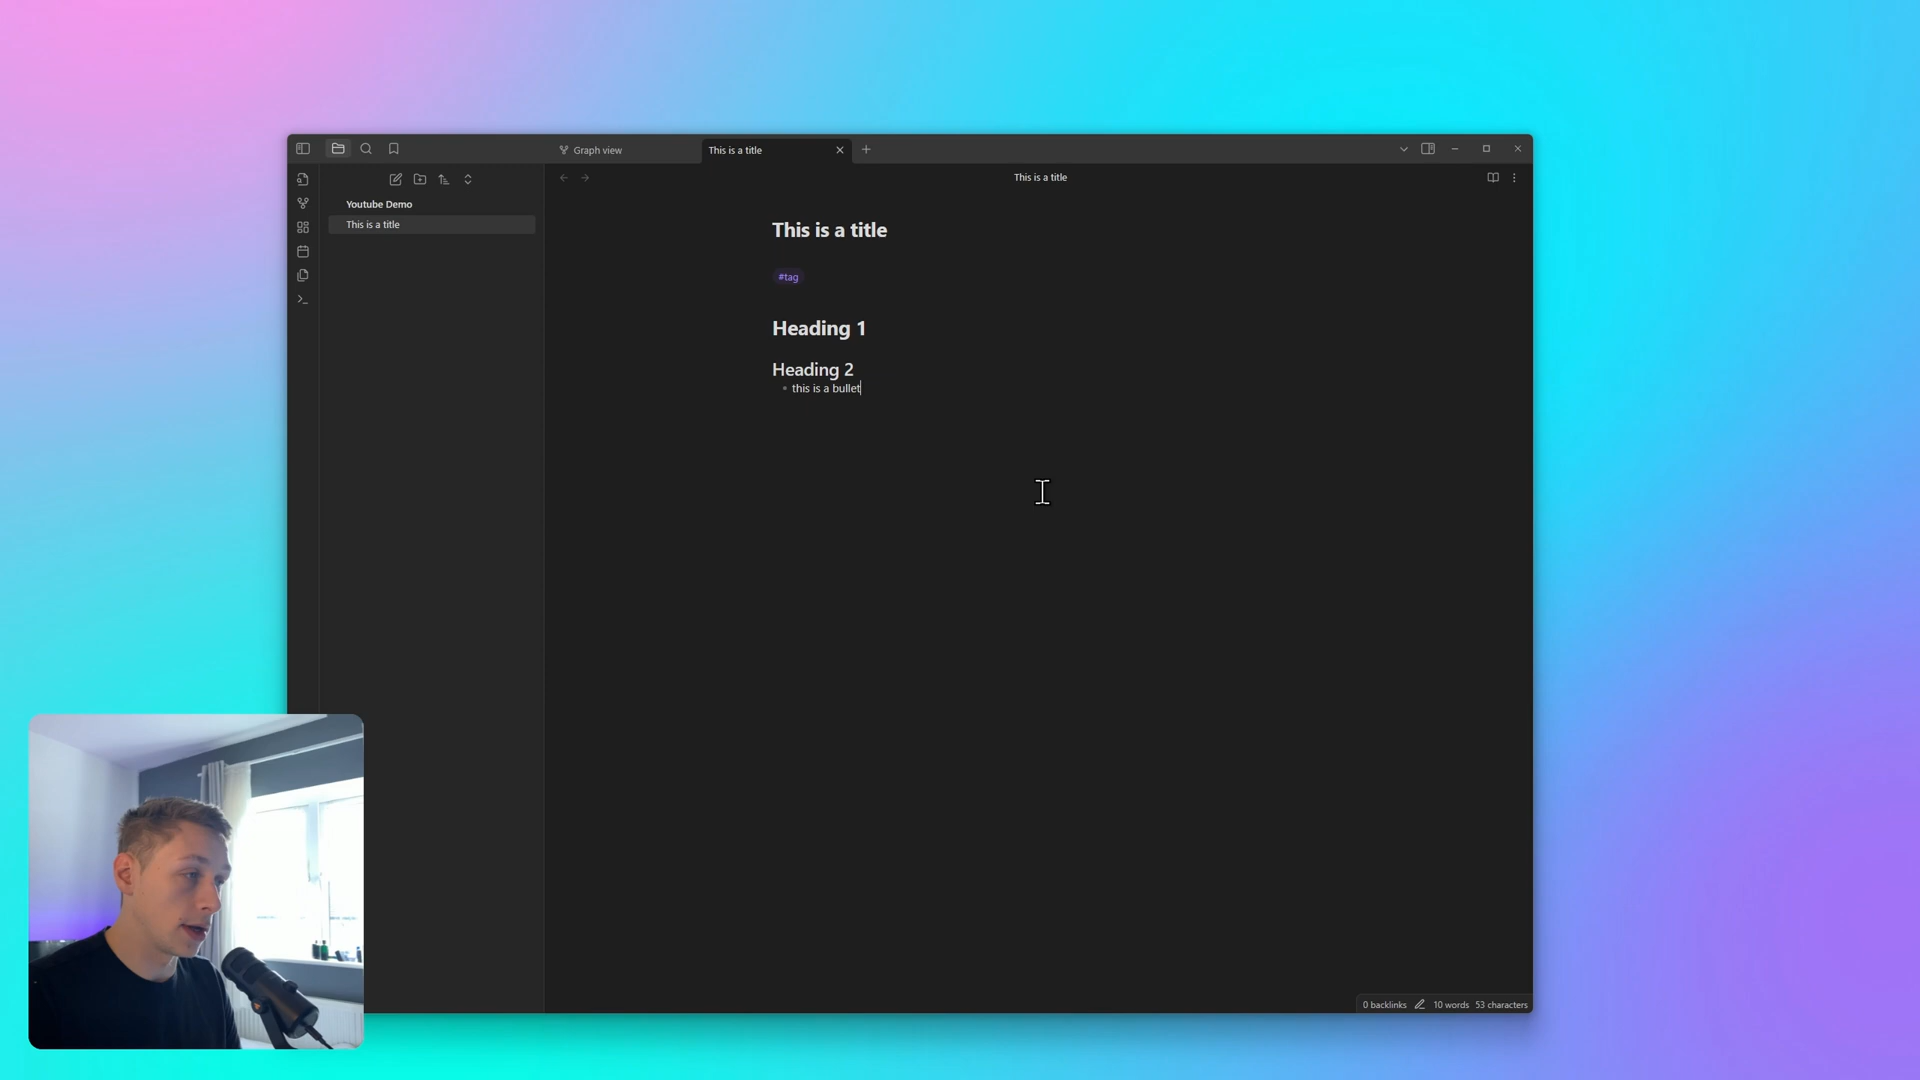 Graph view
This is a title
This is a title
Youtube Demo
This is a title
This is a title
#tag
Heading 1
Heading 2
this is a bullet
0 backlinks 10 words 53 characters